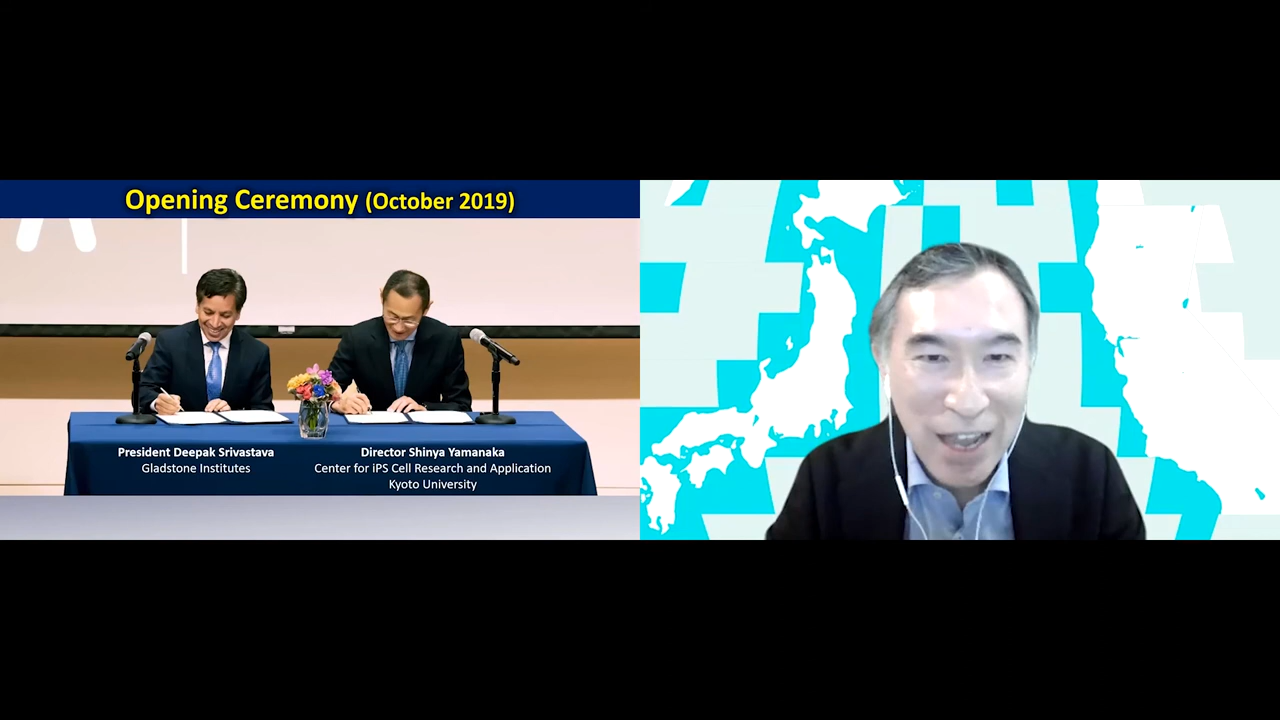 Opening Ceremony (October 2019)
President Deepak Srivastava
Gladstone Institutes
Director Shinya Yamanaka
Center for iPS Cell Research and Application
Kyoto University